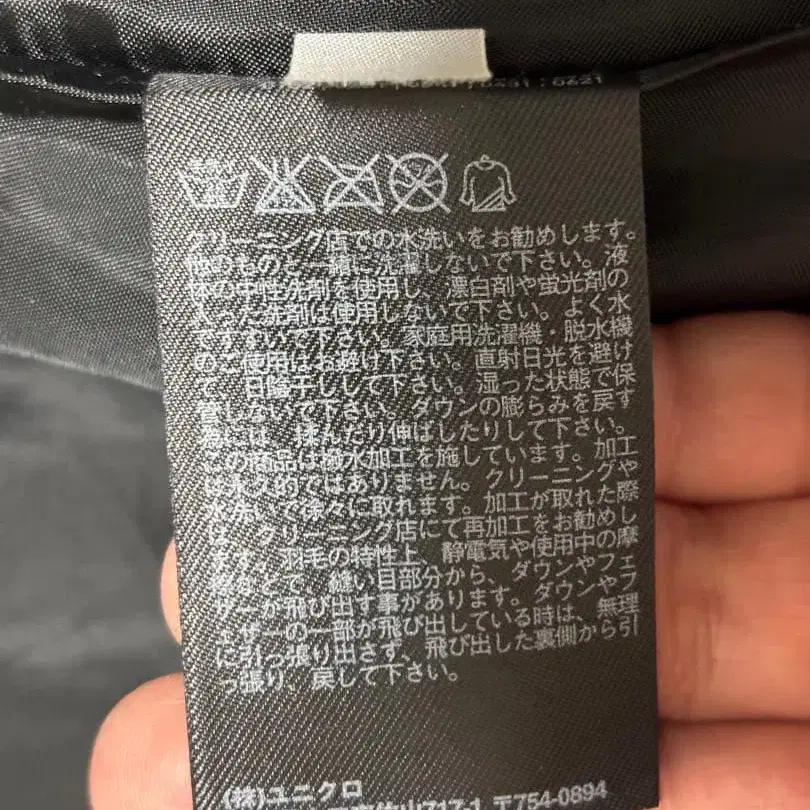 クリーニング店での水洗いをお勧めします。
他のものと一緒に洗濯しないで下さい。液
体の中性洗剤を使用し、漂白剤や蛍光剤の
入った洗剤は使用しないで下さい。よく水
ですすいで下さい。家庭用洗濯機・脱水機
のご使用はお避け下さい。直射日光を避け
て、日陰干しして下さい。湿った状態で保
管しないで下さい。ダウンの膨らみを戻す
為には、揉んだり伸ばしたりして下さい。
この商品は撥水加工を施しています。加工
は永久的ではありません。クリーニングや
水洗いで徐々に取れます。加工が取れた際
は、クリーニング店にて再加工をお勧めし
ます。羽毛の特性上、静電気や使用中の摩
擦などで、縫い目部分から、ダウンやフェ
ザーが飛び出す事があります。ダウンやフ
ェザーの一部が飛び出している時は、無理
に引っ張り出さず、飛び出した裏側から引
っ張り、戻して下さい。
(株)ユニクロ
佐山717-1 〒754-0894